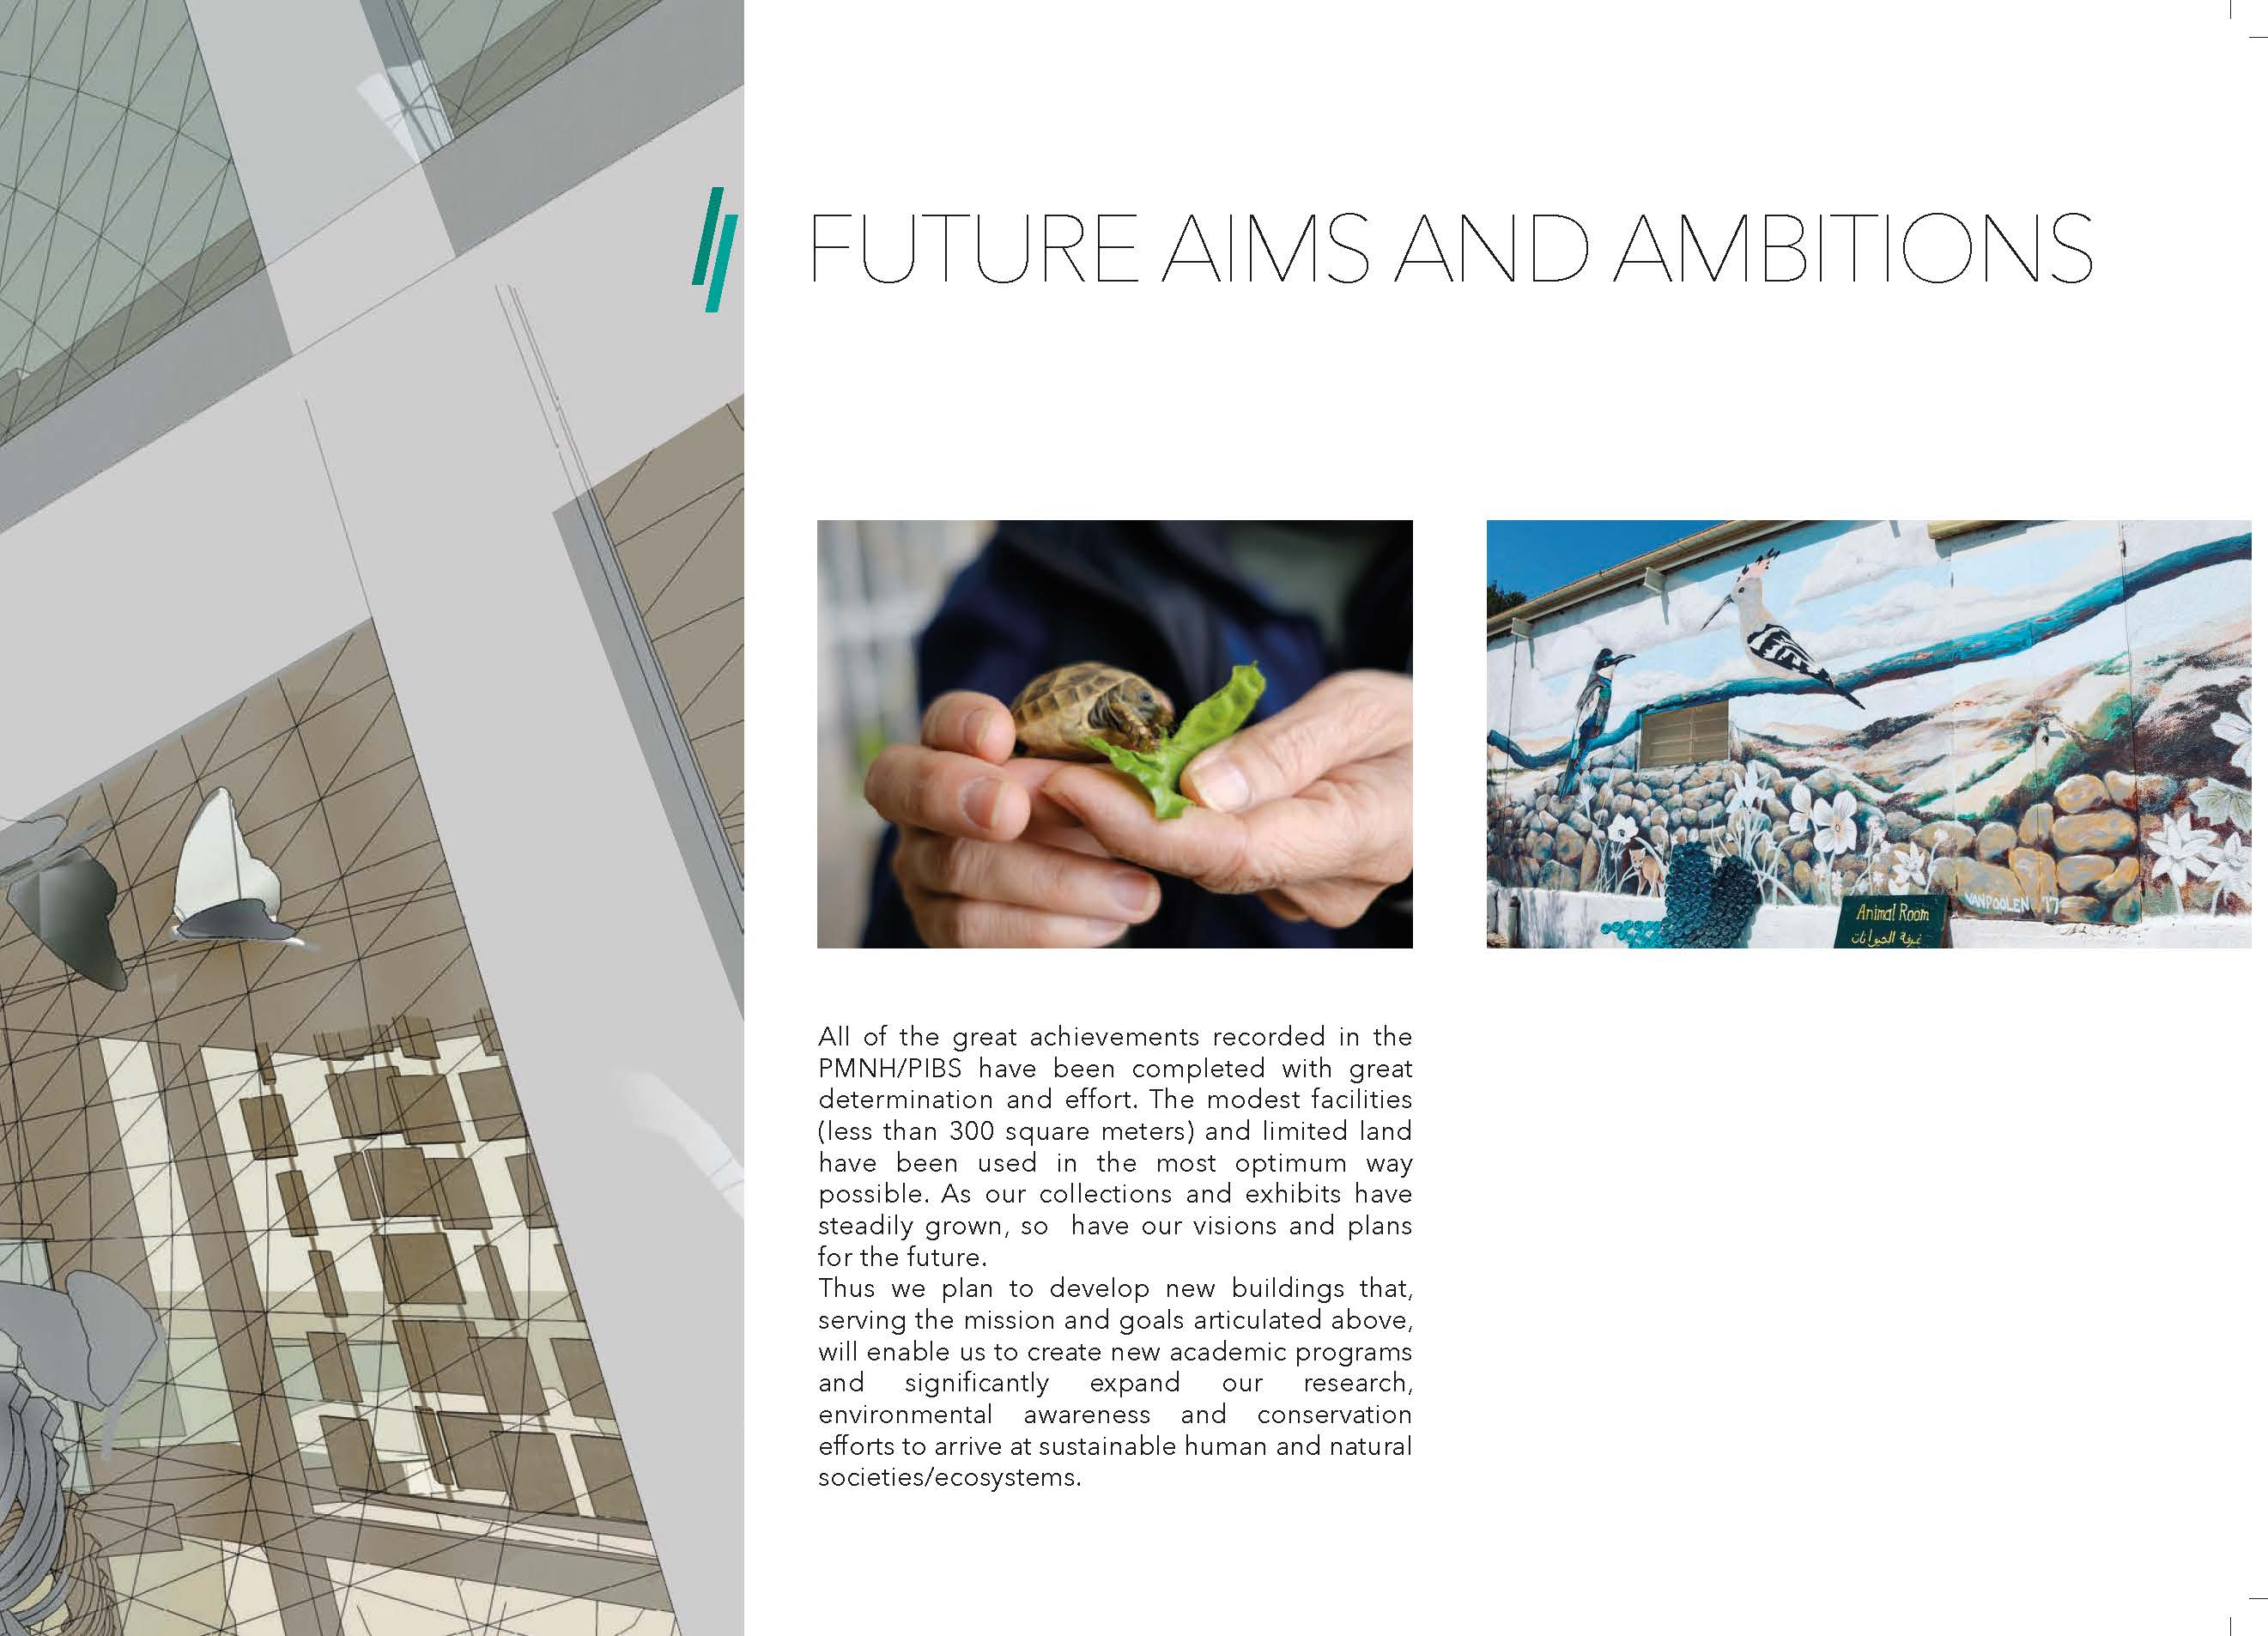 FUTURE AIMS AND AMBITIONS
Animal Room
غرفة الحيوانات
VANPOOLEN '17
All of the great achievements recorded in the
PMNH/PIBS have been completed with great
determination and effort. The modest facilities
(less than 300 square meters) and limited land
have been used in the most optimum way
possible. As our collections and exhibits have
steadily grown, so have our visions and plans
for the future.
Thus we plan to develop new buildings that,
serving the mission and goals articulated above,
will enable us to create new academic programs
and significantly expand our research,
environmental awareness and conservation
efforts to arrive at sustainable human and natural
societies/ecosystems.